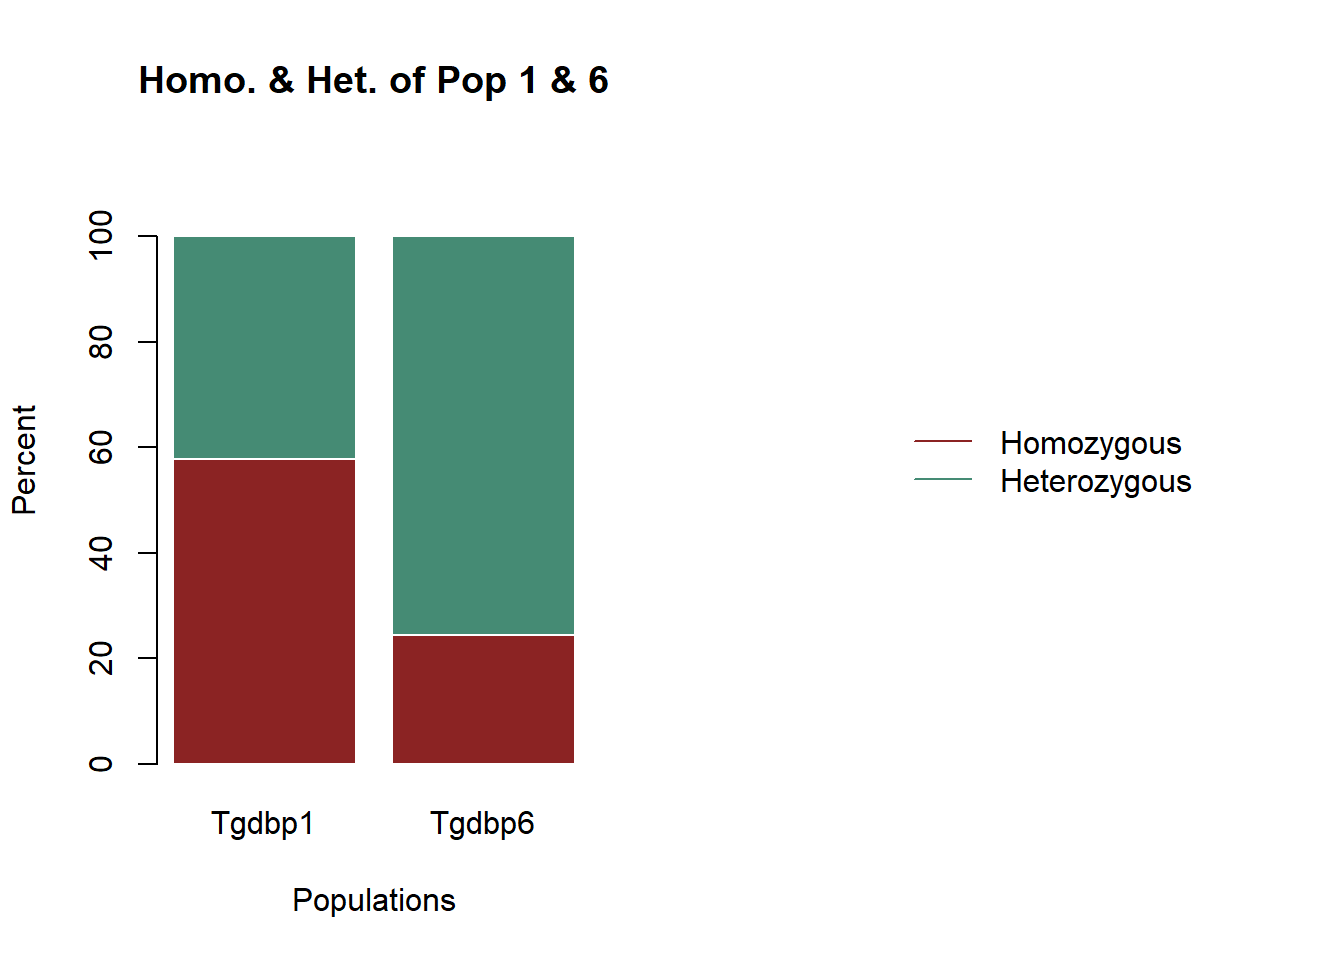 Homo. & Het. of Pop 1 & 6
Percent
100
80
60
40
20
0
Tgdbp1 Tgdbp6
Populations
Homozygous
Heterozygous